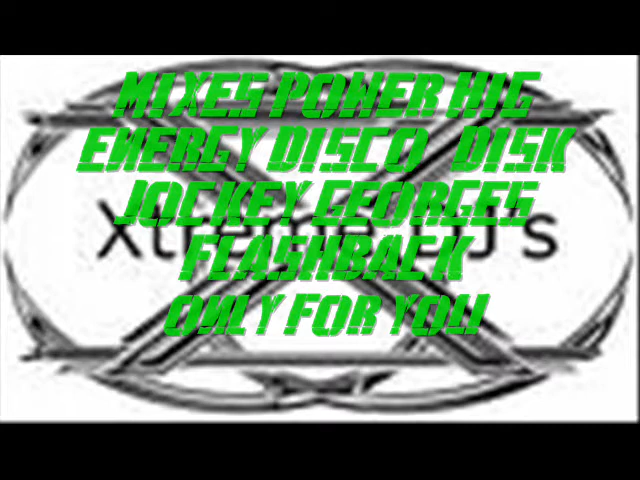 MIXES POWER HIG
ENERGY DISCO DISK
JOCKEY GEORGES
FLASHBACK
ONLY FOR YOU